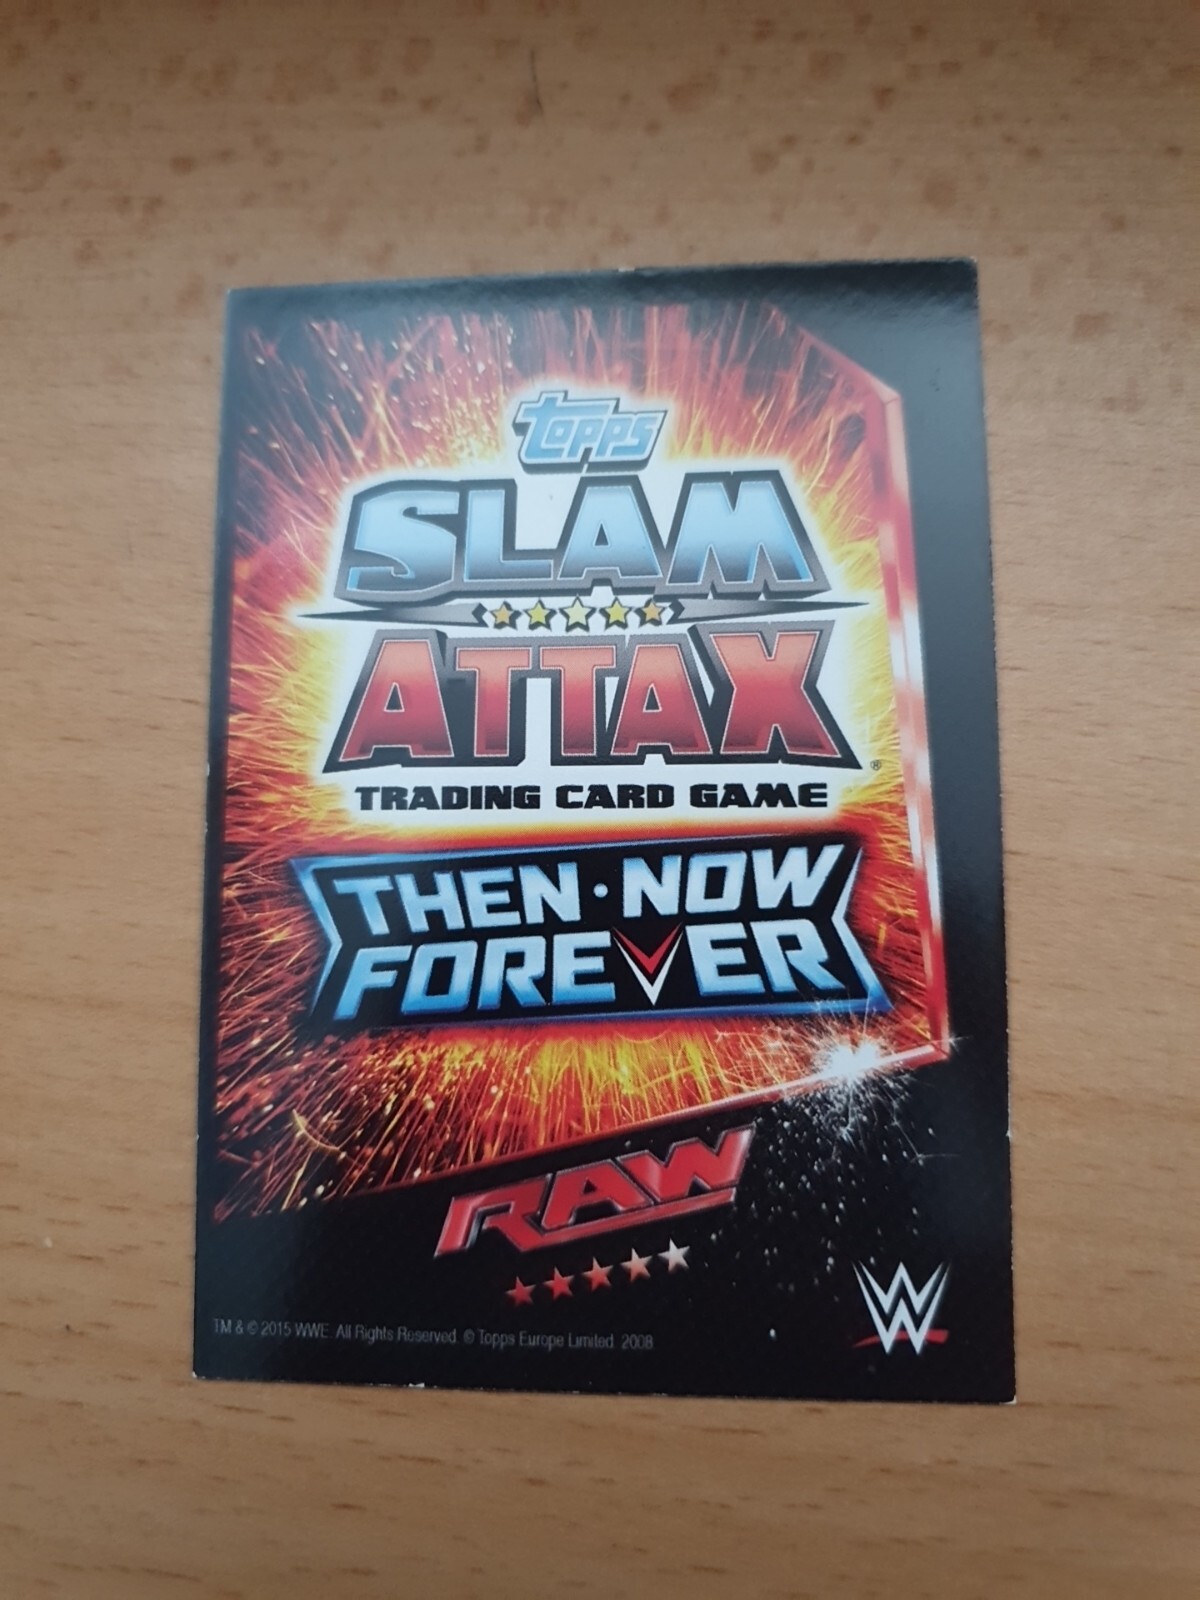 topps
SLAM
ATTAX
®
TRADING CARD GAME
THEN • NOW
FOREVER
RAW
TM & © 2015 WWE. All Rights Reserved. © Topps Europe Limited. 2008
W